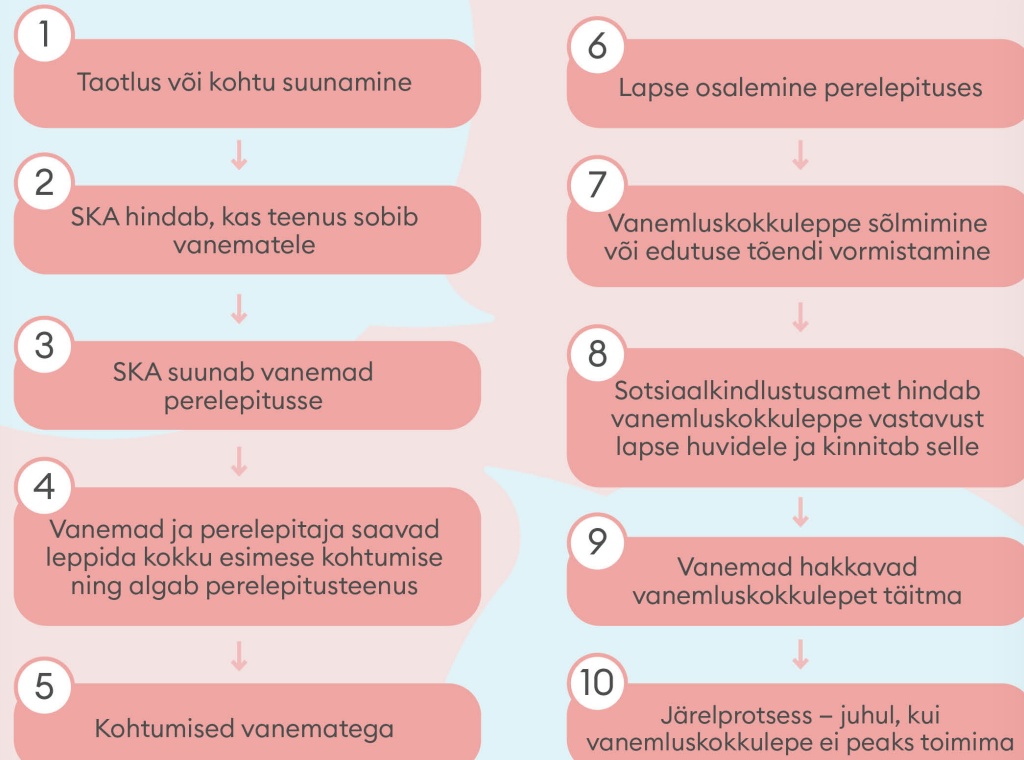 1
Taotlus või kohtu suunamine
2
SKA hindab, kas teenus sobib
vanematele
3
SKA suunab vanemad
perelepitusse
4
Vanemad ja perelepitaja saavad
leppida kokku esimese kohtumise
ning algab perelepitusteenus
5
Kohtumised vanematega
6
Lapse osalemine perelepituses
7
Vanemluskokkuleppe sõlmimine
või edutuse tõendi vormistamine
8
Sotsiaalkindlustusamet hindab
vanemluskokkuleppe vastavust
lapse huvidele ja kinnitab selle
9
Vanemad hakkavad
vanemluskokkulepet täitma
10
Järelprotsess – juhul, kui
vanemluskokkulepe ei peaks toimima